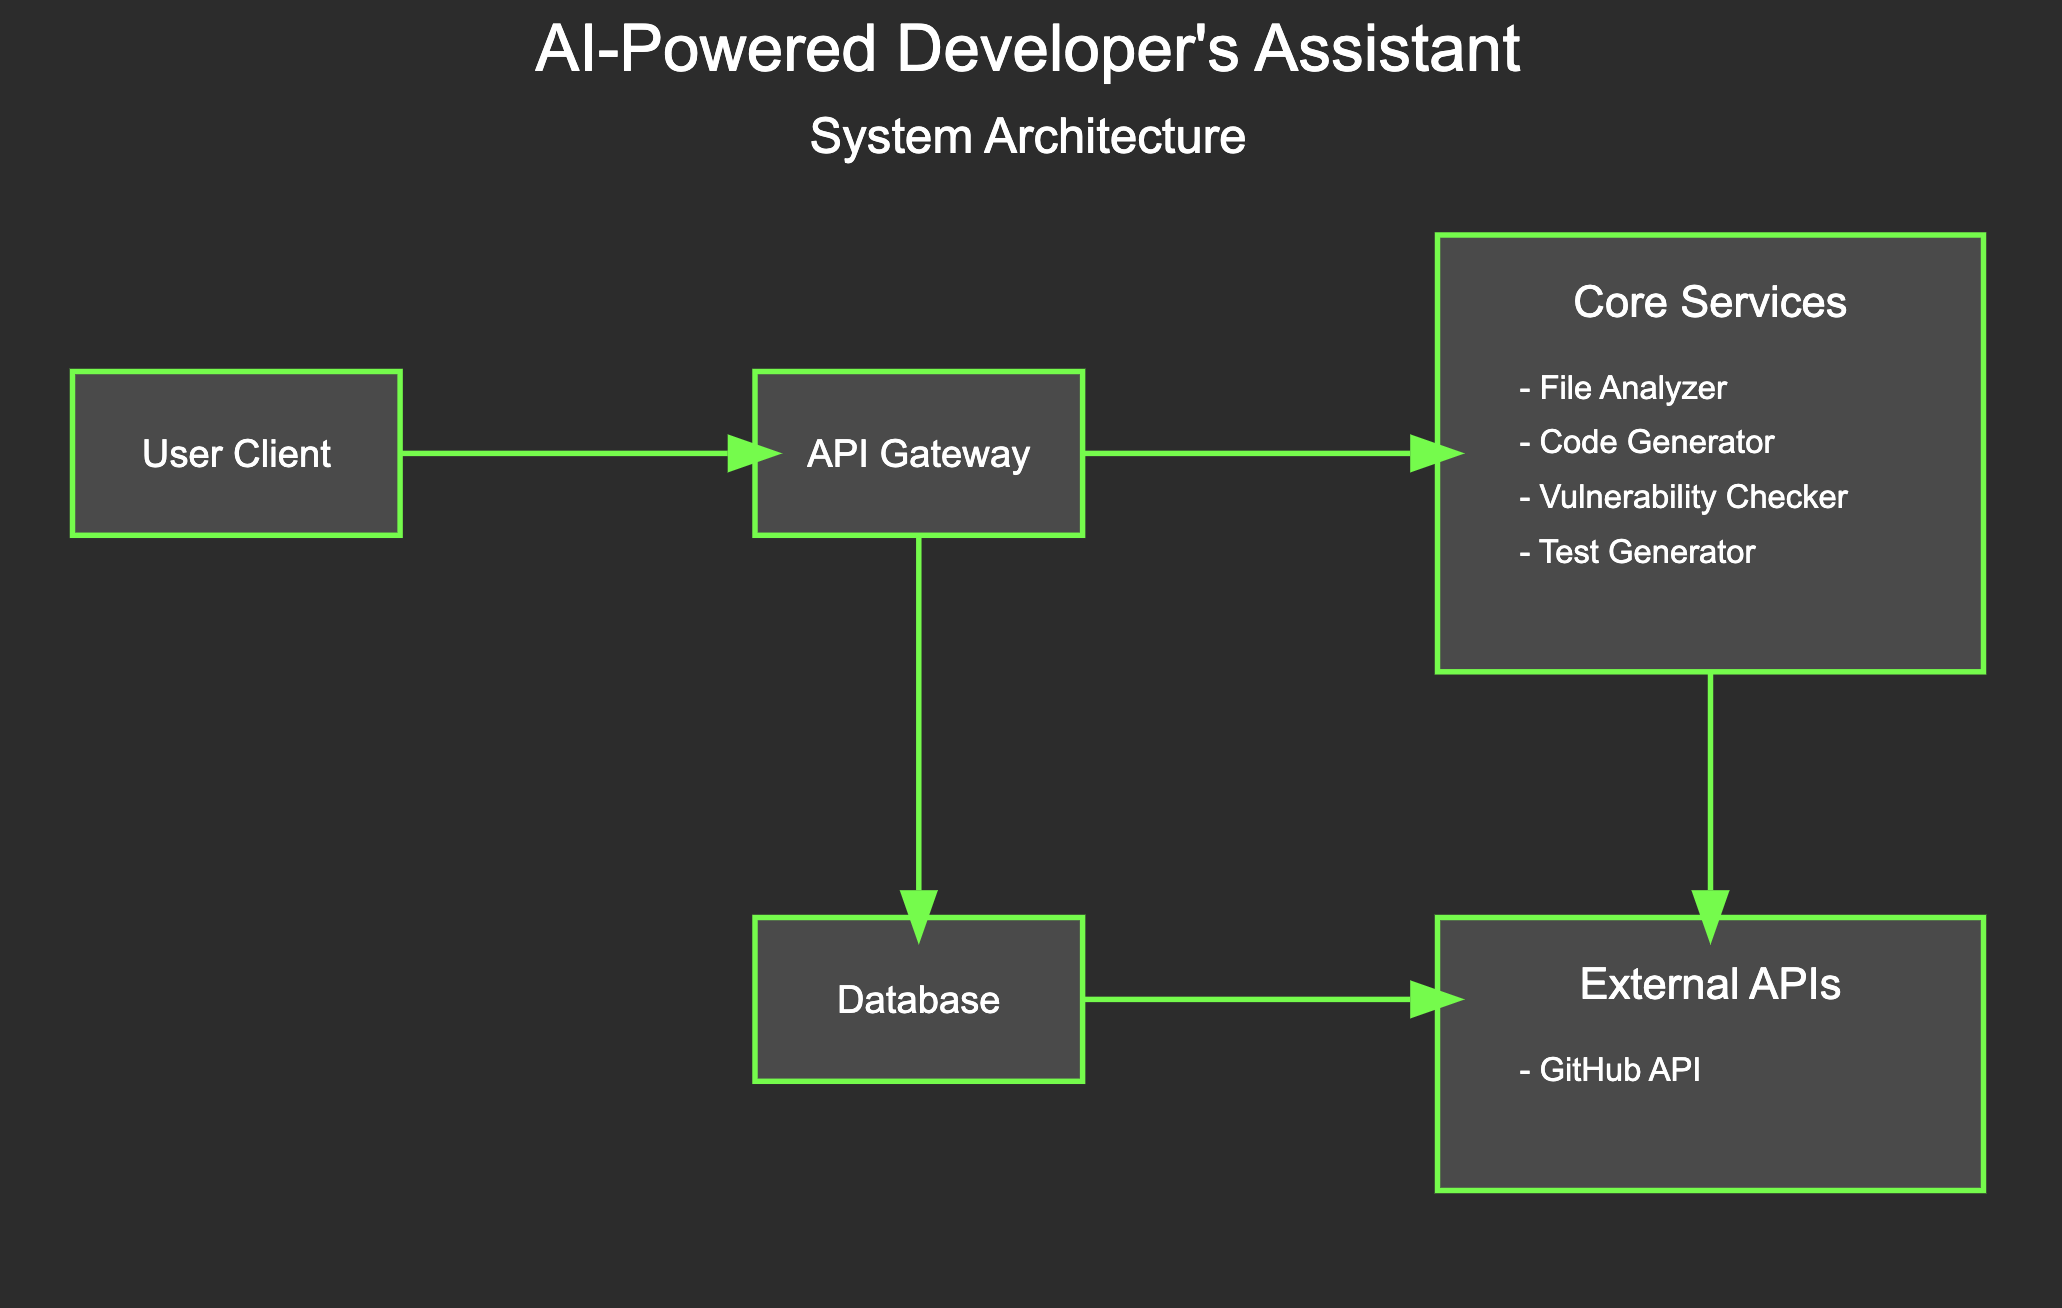 AI-Powered Developer's Assistant
System Architecture
User Client
API Gateway
Core Services
- File Analyzer
- Code Generator
- Vulnerability Checker
- Test Generator
Database
External APIs
- GitHub API